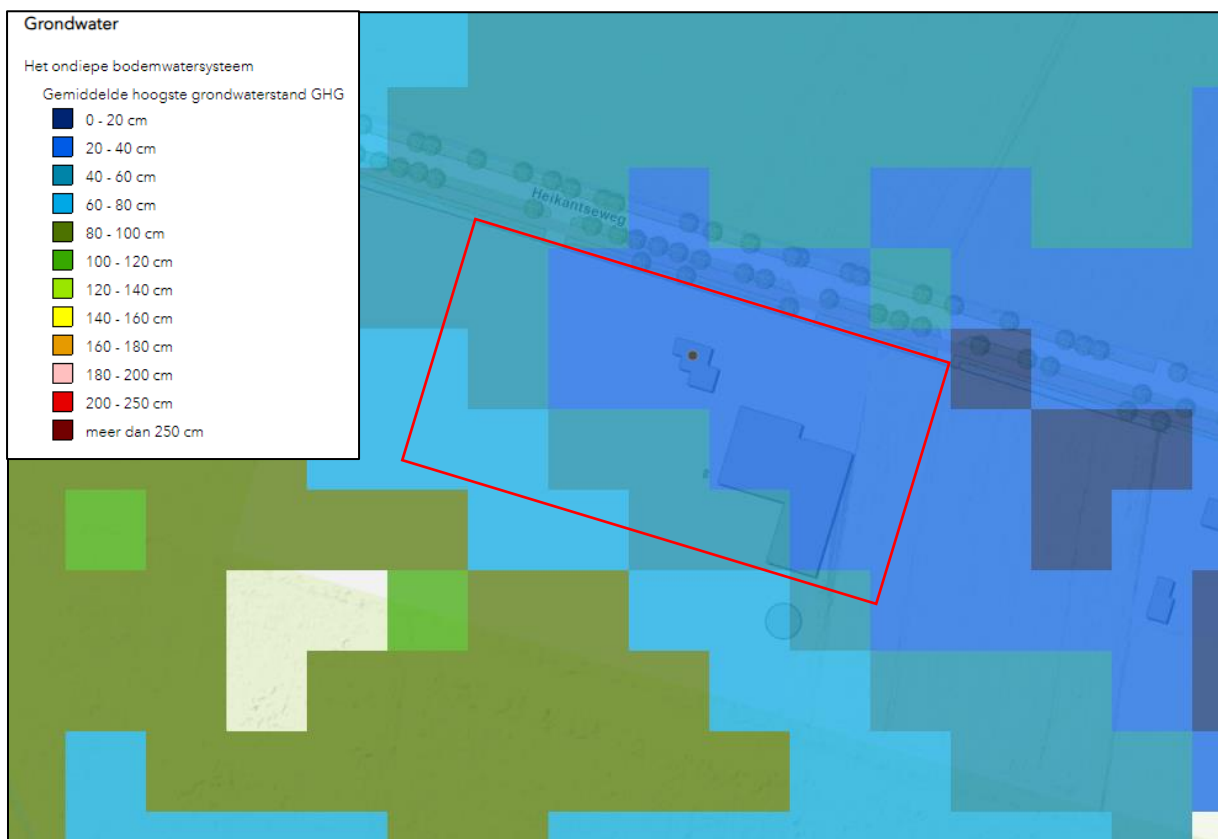 Grondwater
Het ondiepe bodemwatersysteem
Gemiddelde hoogste grondwaterstand GHG
0 - 20 cm
20 - 40 cm
40 - 60 cm
60 - 80 cm
80 - 100 cm
100 - 120 cm
120 - 140 cm
140 - 160 cm
160 - 180 cm
180 - 200 cm
200 - 250 cm
meer dan 250 cm
Heikantseweg